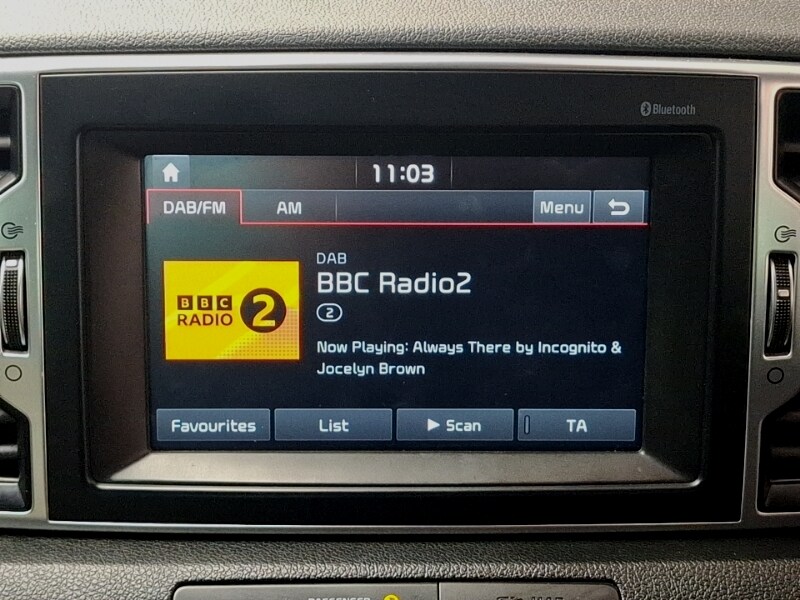 Bluetooth
11:03
DAB/FM AM Menu
DAB
BBC Radio2
2
BBC
RADIO 2
Now Playing: Always There by Incognito &
Jocelyn Brown
Favourites List Scan TA
PASSENGER